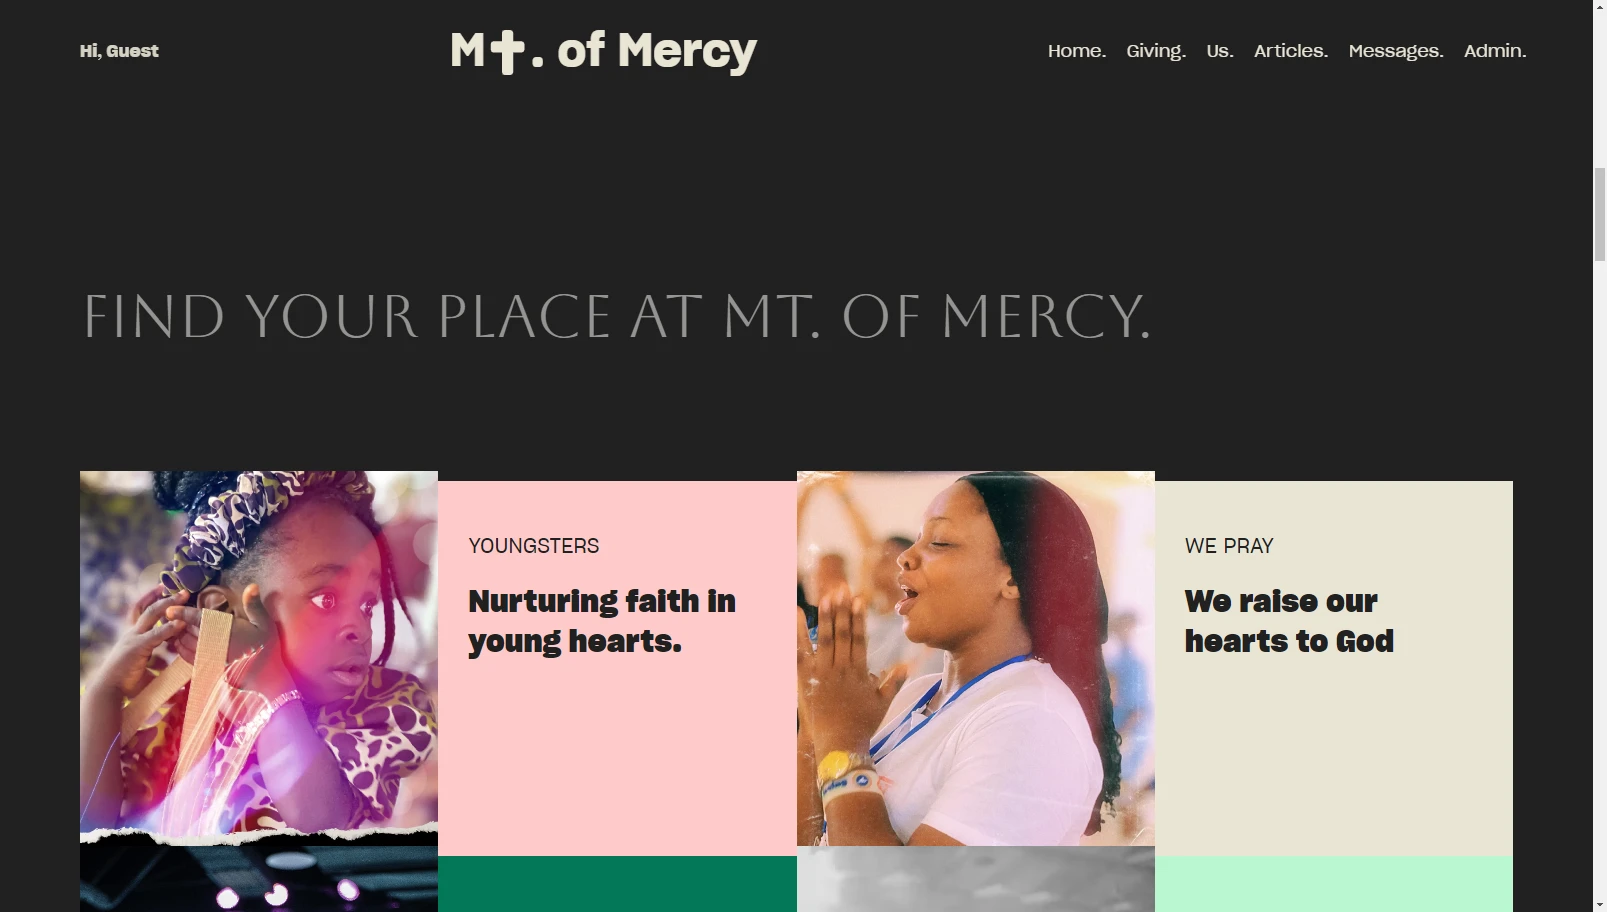 Hi, Guest
Mt. of Mercy
Home. Giving. Us. Articles. Messages. Admin.
FIND YOUR PLACE AT MT. OF MERCY.
YOUNGSTERS
Nurturing faith in
young hearts.
WE PRAY
We raise our
hearts to God